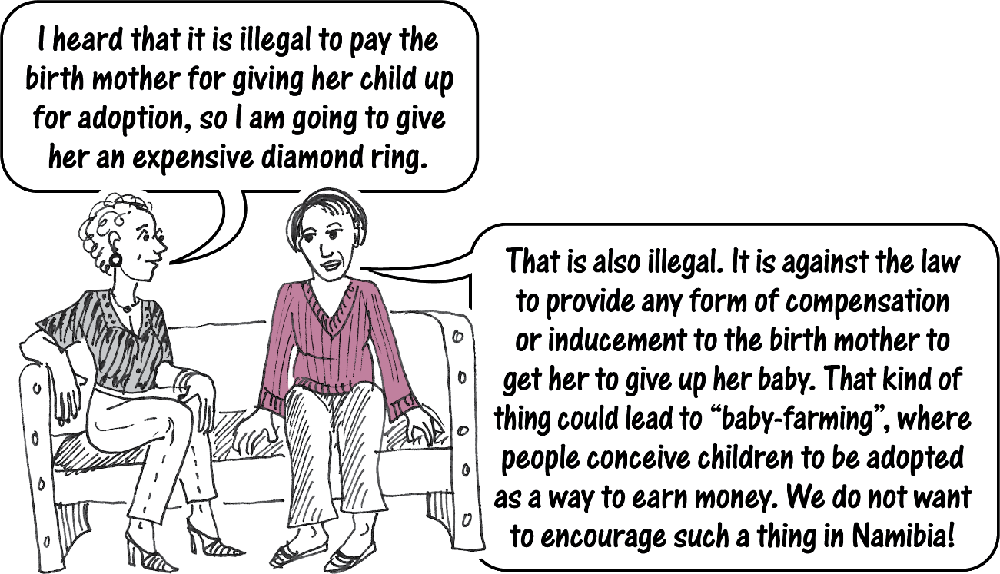 I heard that it is illegal to pay the
birth mother for giving her child up
for adoption, so I am going to give
her an expensive diamond ring.
That is also illegal. It is against the law
to provide any form of compensation
or inducement to the birth mother to
get her to give up her baby. That kind of
thing could lead to “baby-farming”, where
people conceive children to be adopted
as a way to earn money. We do not want
to encourage such a thing in Namibia!